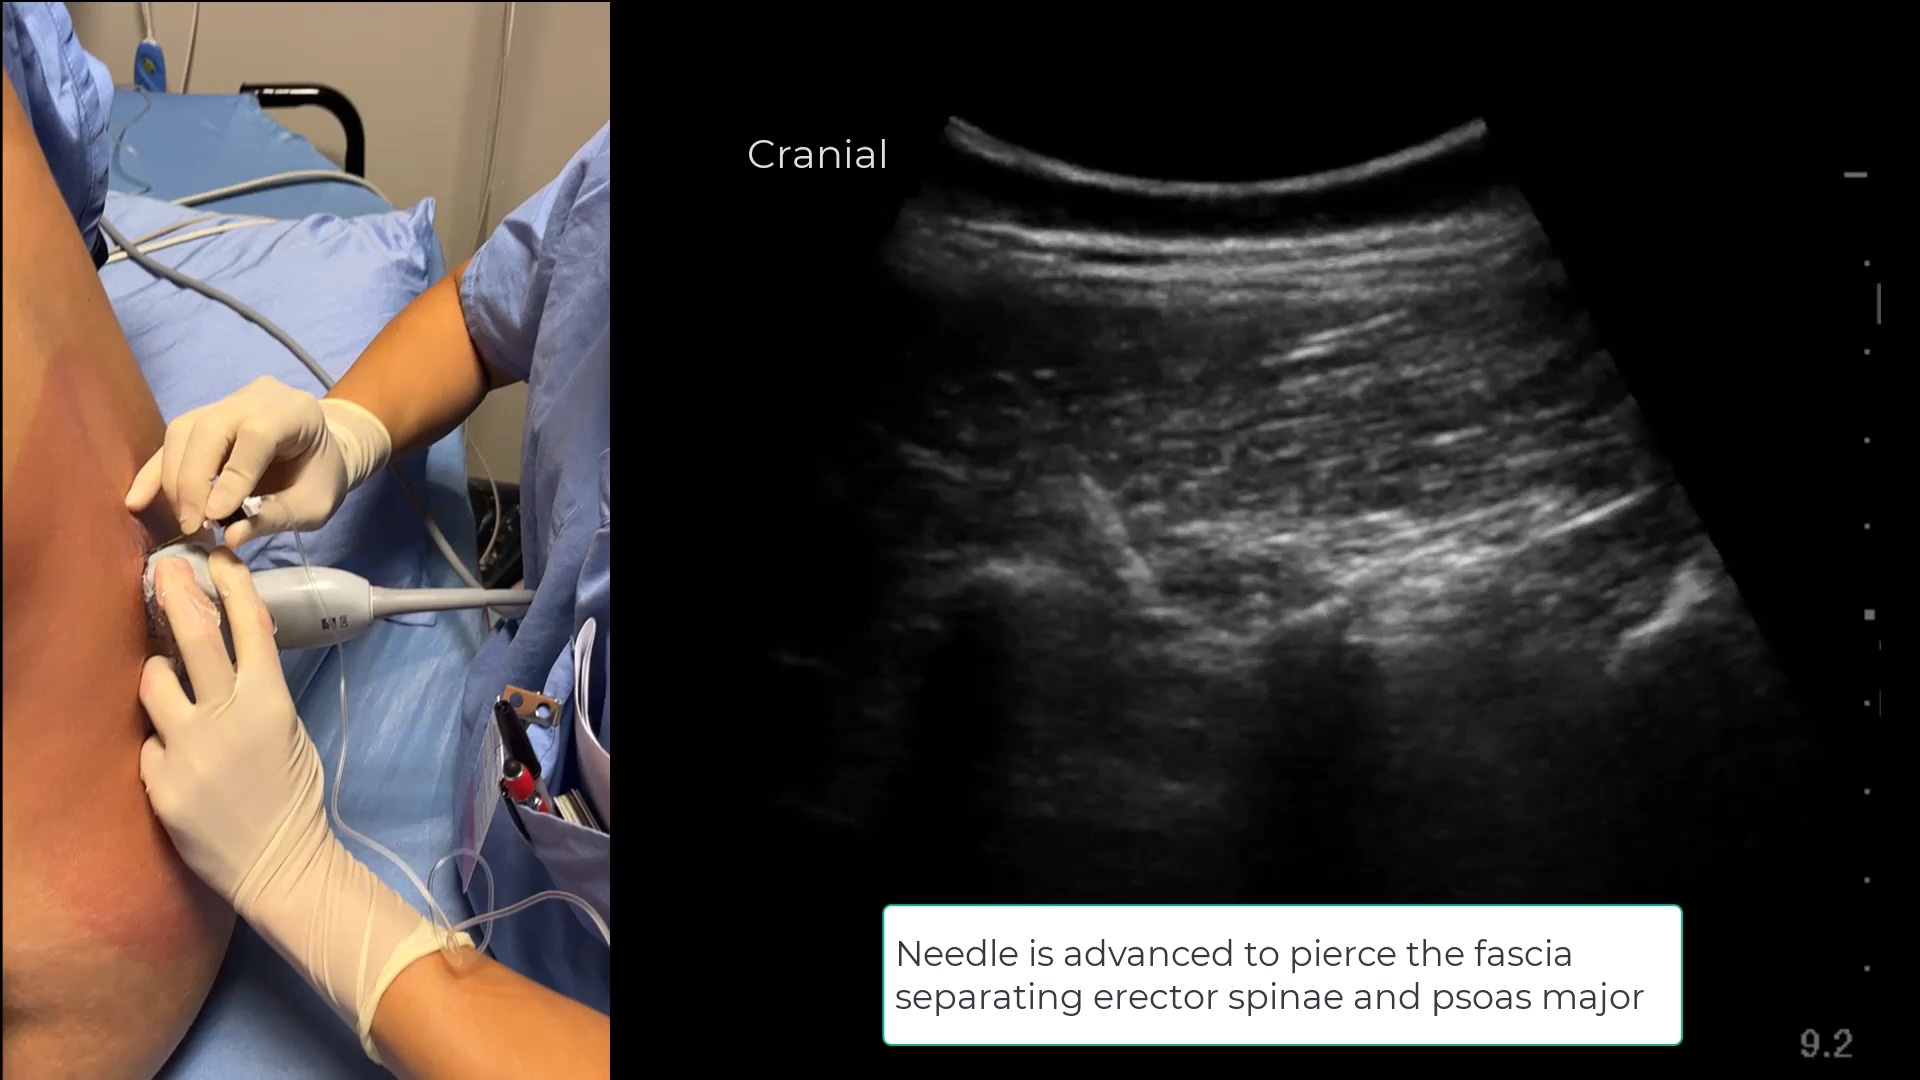 Cranial
Needle is advanced to pierce the fascia
separating erector spinae and psoas major
9.2